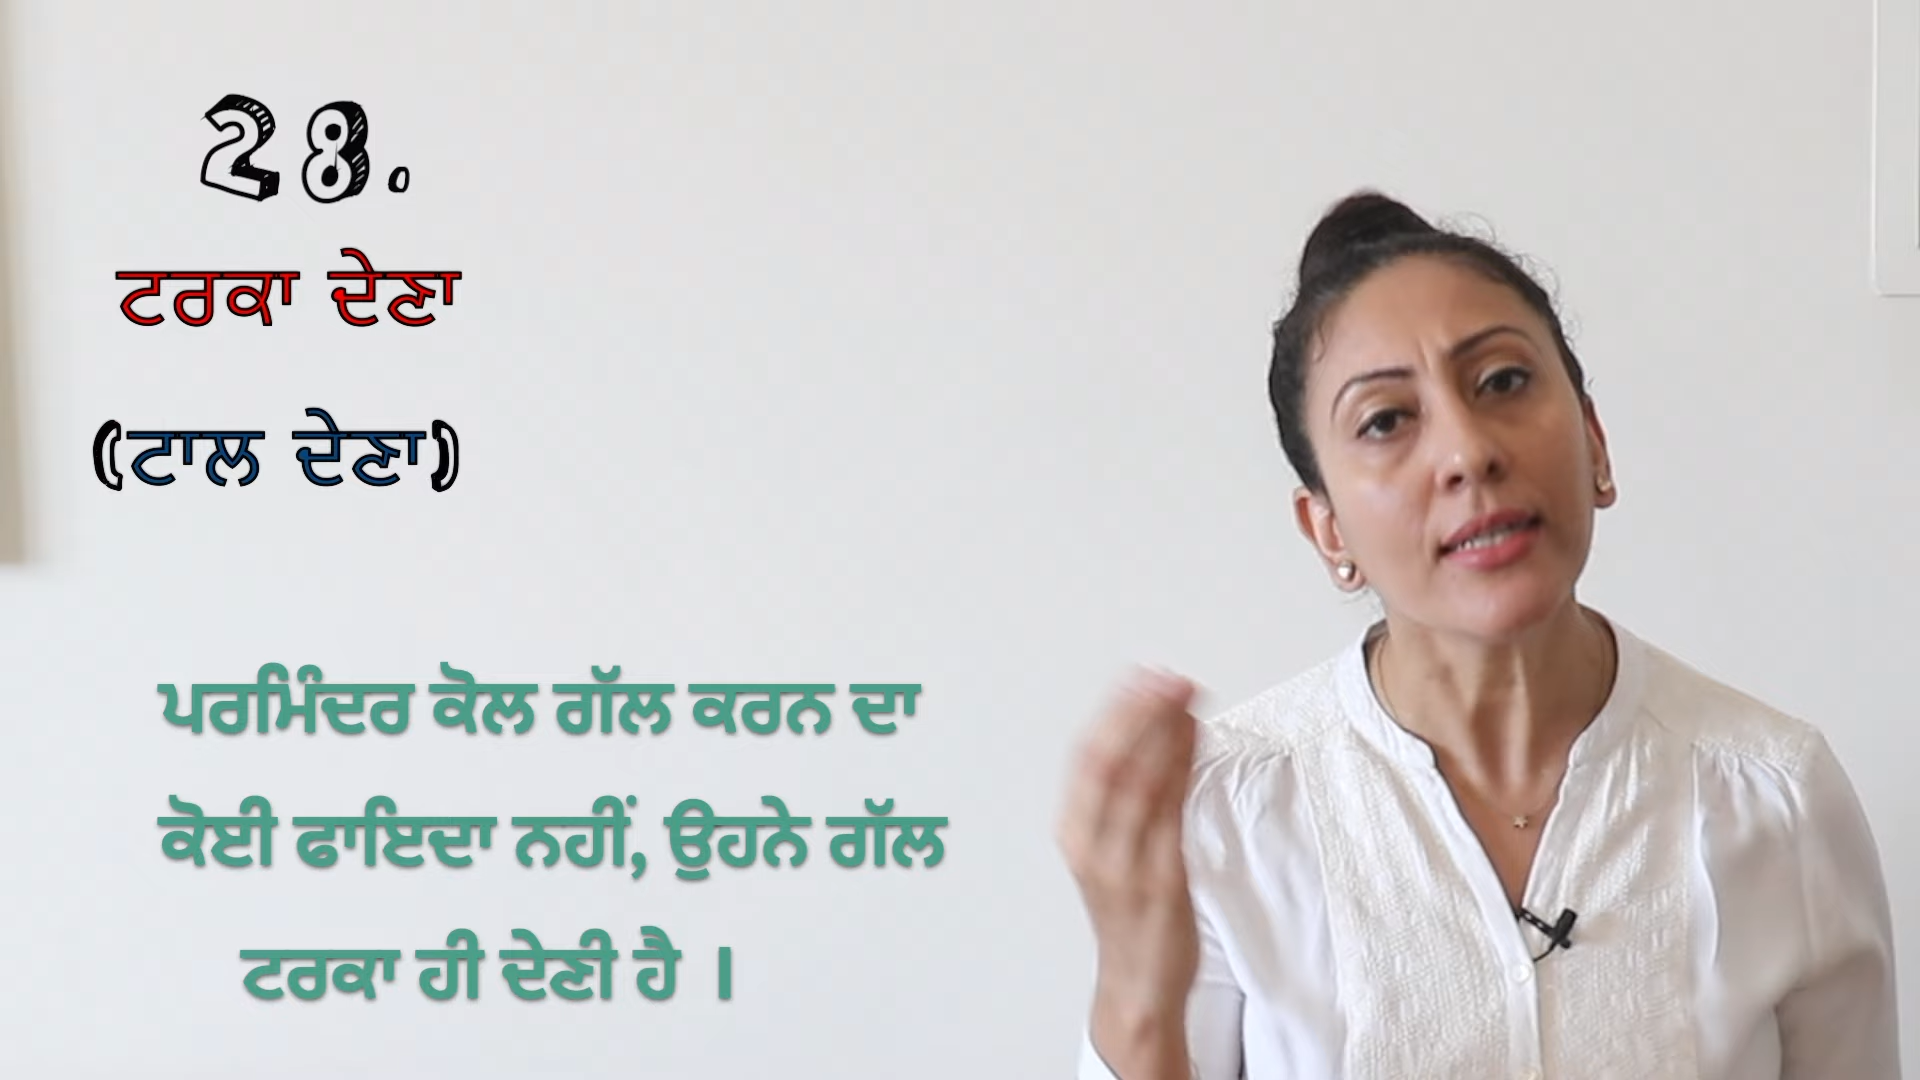 28.
ਟਰਕਾ ਦੇਣਾ
(ਟਾਲ ਦੇਣਾ)
ਪਰਮਿੰਦਰ ਕੋਲ ਗੱਲ ਕਰਨ ਦਾ
ਕੋਈ ਫਾਇਦਾ ਨਹੀਂ, ਉਹਨੇ ਗੱਲ
ਟਰਕਾ ਹੀ ਦੇਣੀ ਹੈ ।